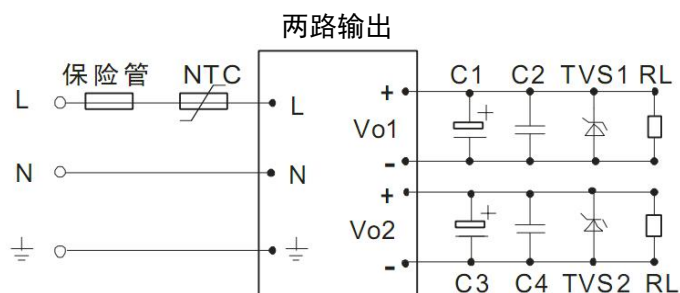 两路输出
保险管 NTC C1 C2 TVS1 RL
L L + Vo1 -
N N
+ Vo2 -
C3 C4 TVS2 RL